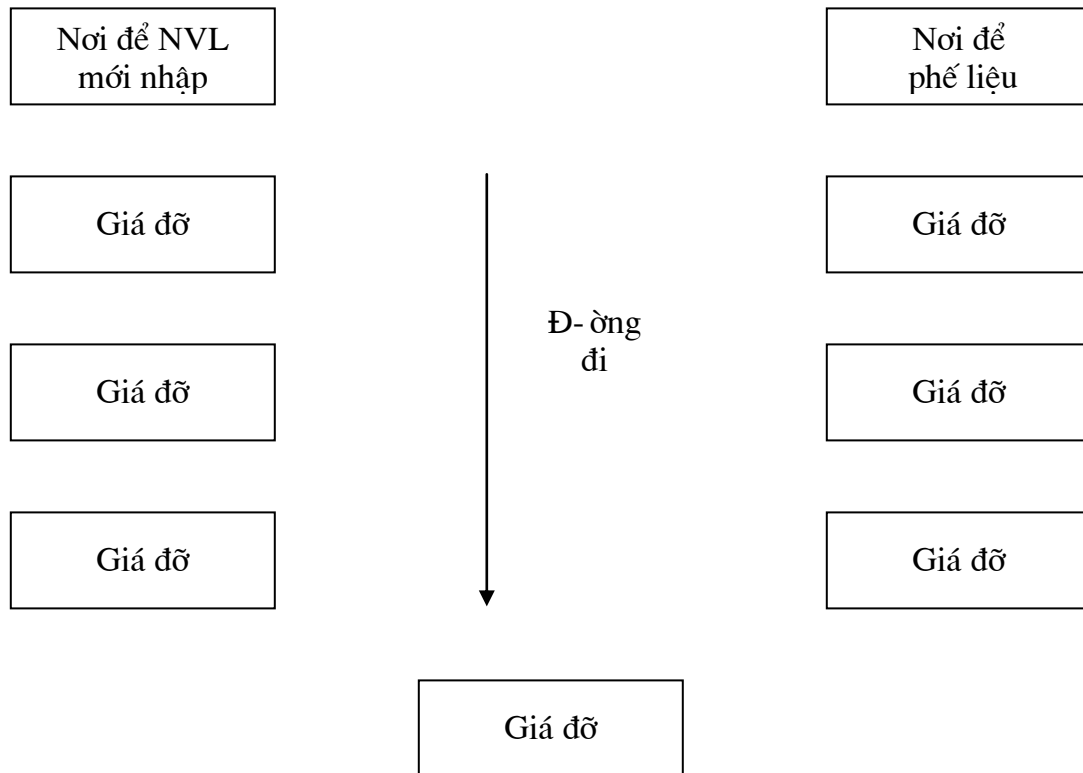 Nơi để NVL
mới nhập
Nơi để
phế liệu
Giá đỡ
Giá đỡ
Đ- ờng
đi
Giá đỡ
Giá đỡ
Giá đỡ
Giá đỡ
Giá đỡ